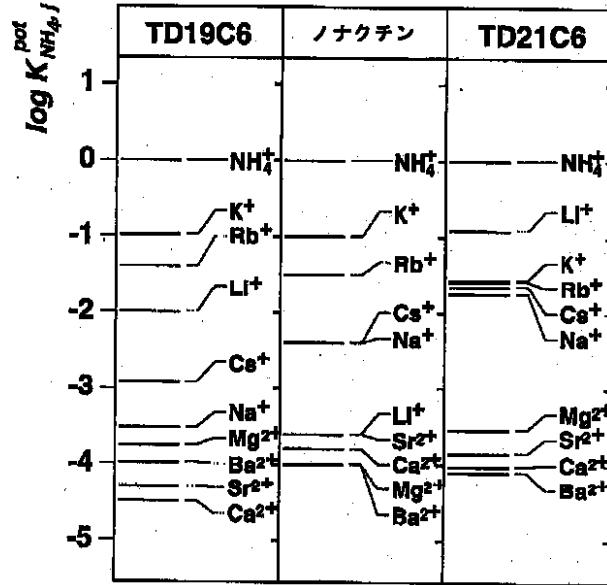 log K^pot_NH4, j
TD19C6
ノナクチン
TD21C6
1
0
-1
-2
-3
-4
-5
NH₄⁺
K⁺
Rb⁺
Li⁺
Cs⁺
Na⁺
Mg²⁺
Ba²⁺
Sr²⁺
Ca²⁺
NH₄⁺
K⁺
Rb⁺
Cs⁺
Na⁺
Li⁺
Sr²⁺
Ca²⁺
Mg²⁺
Ba²⁺
NH₄⁺
Li⁺
K⁺
Rb⁺
Cs⁺
Na⁺
Mg²⁺
Sr²⁺
Ca²⁺
Ba²⁺